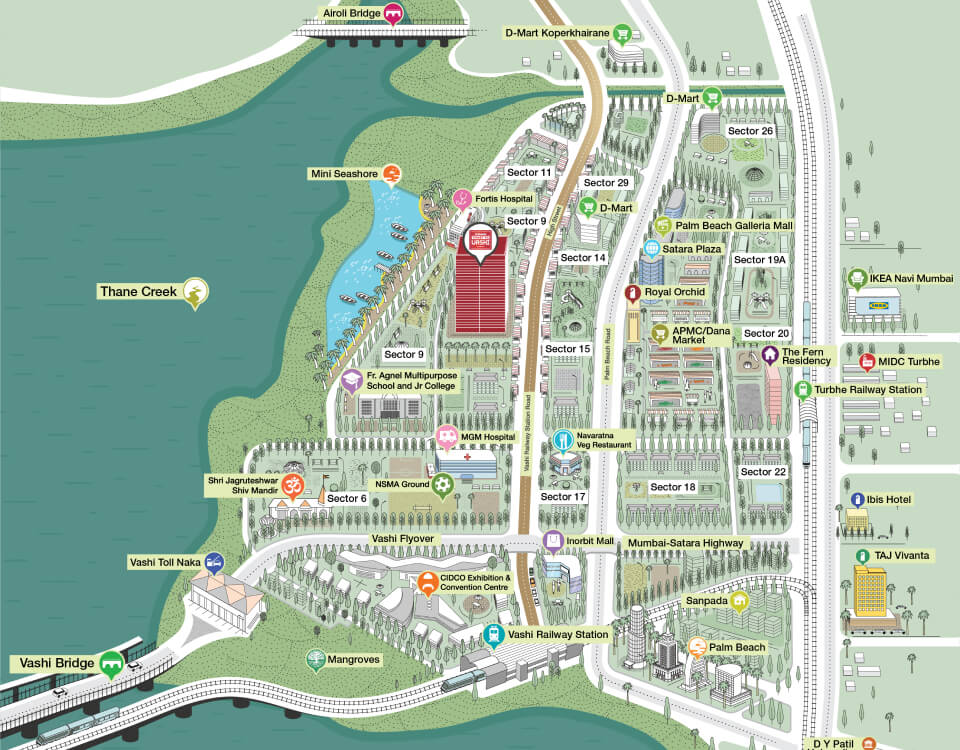 Airoli Bridge
D-Mart Koperkhairane
D-Mart
Sector 26
Mini Seashore
Sector 11
Sector 29
Fortis Hospital
D-Mart
Sector 9
High Street
Palm Beach Galleria Mall
VASHI
Satara Plaza
Sector 14
Sector 19A
IKEA Navi Mumbai
IKEA
Thane Creek
Royal Orchid
APMC/Dana
Market
Sector 20
Sector 9
Sector 15
Palm Beach Road
The Fern
Residency
MIDC Turbhe
Fr. Agnel Multipurpose
School and Jr College
Turbhe Railway Station
Vashi Railway Station Road
MGM Hospital
Navaratna
Veg Restaurant
Shri Jagruteshwar
Shiv Mandir
NSMA Ground
Sector 6
Sector 17
Sector 18
Sector 22
Ibis Hotel
Vashi Flyover
Inorbit Mall
Mumbai-Satara Highway
Vashi Toll Naka
TAJ Vivanta
CIDCO Exhibition &
Convention Centre
Sanpada
Vashi Railway Station
Palm Beach
Vashi Bridge
Mangroves
D Y Patil